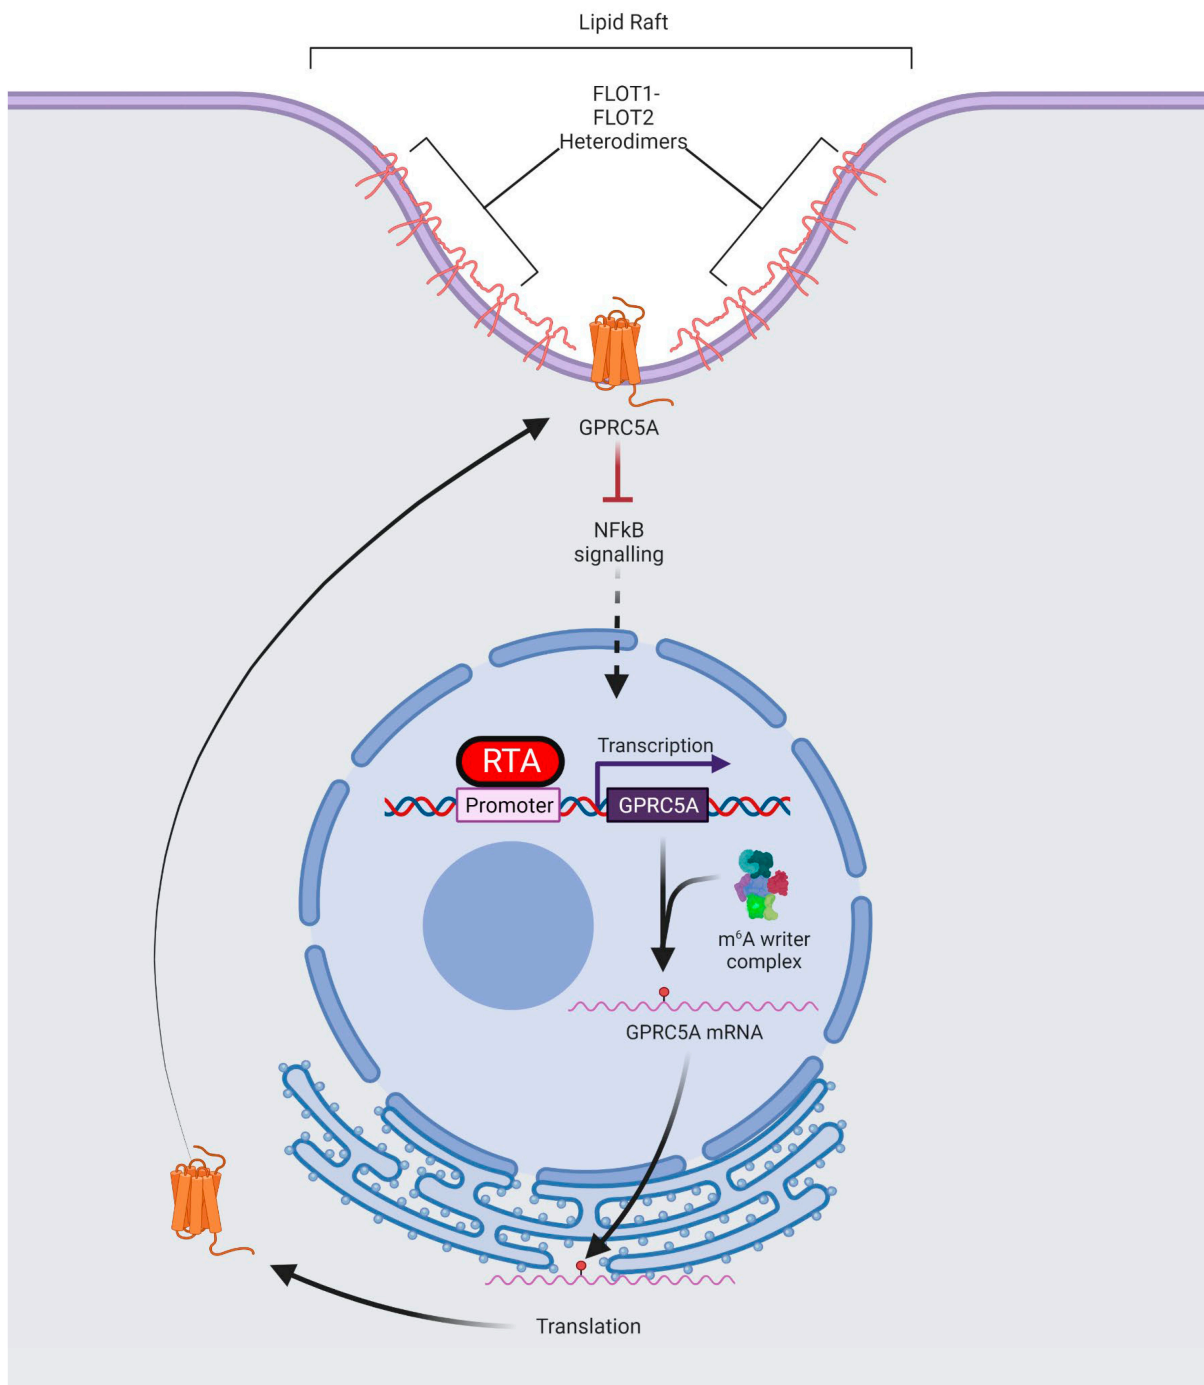 Lipid Raft
FLOT1-
FLOT2
Heterodimers
GPRC5A
NFkB
signalling
RTA
Transcription
Promoter
GPRC5A
m⁶A writer
complex
GPRC5A mRNA
Translation